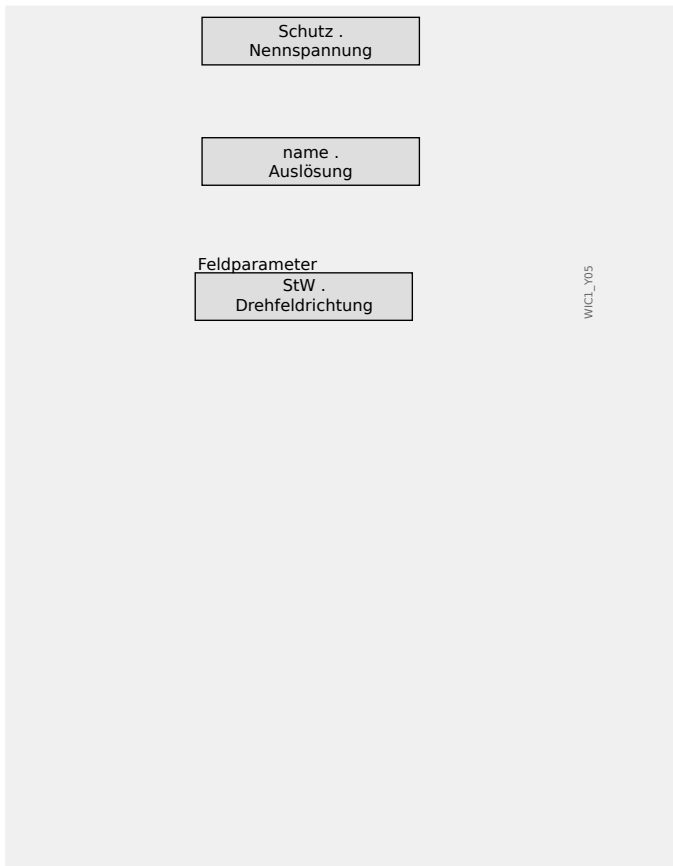 Schutz .
Nennspannung
name .
Auslösung
Feldparameter
StW .
Drehfeldrichtung
WIC1_Y05